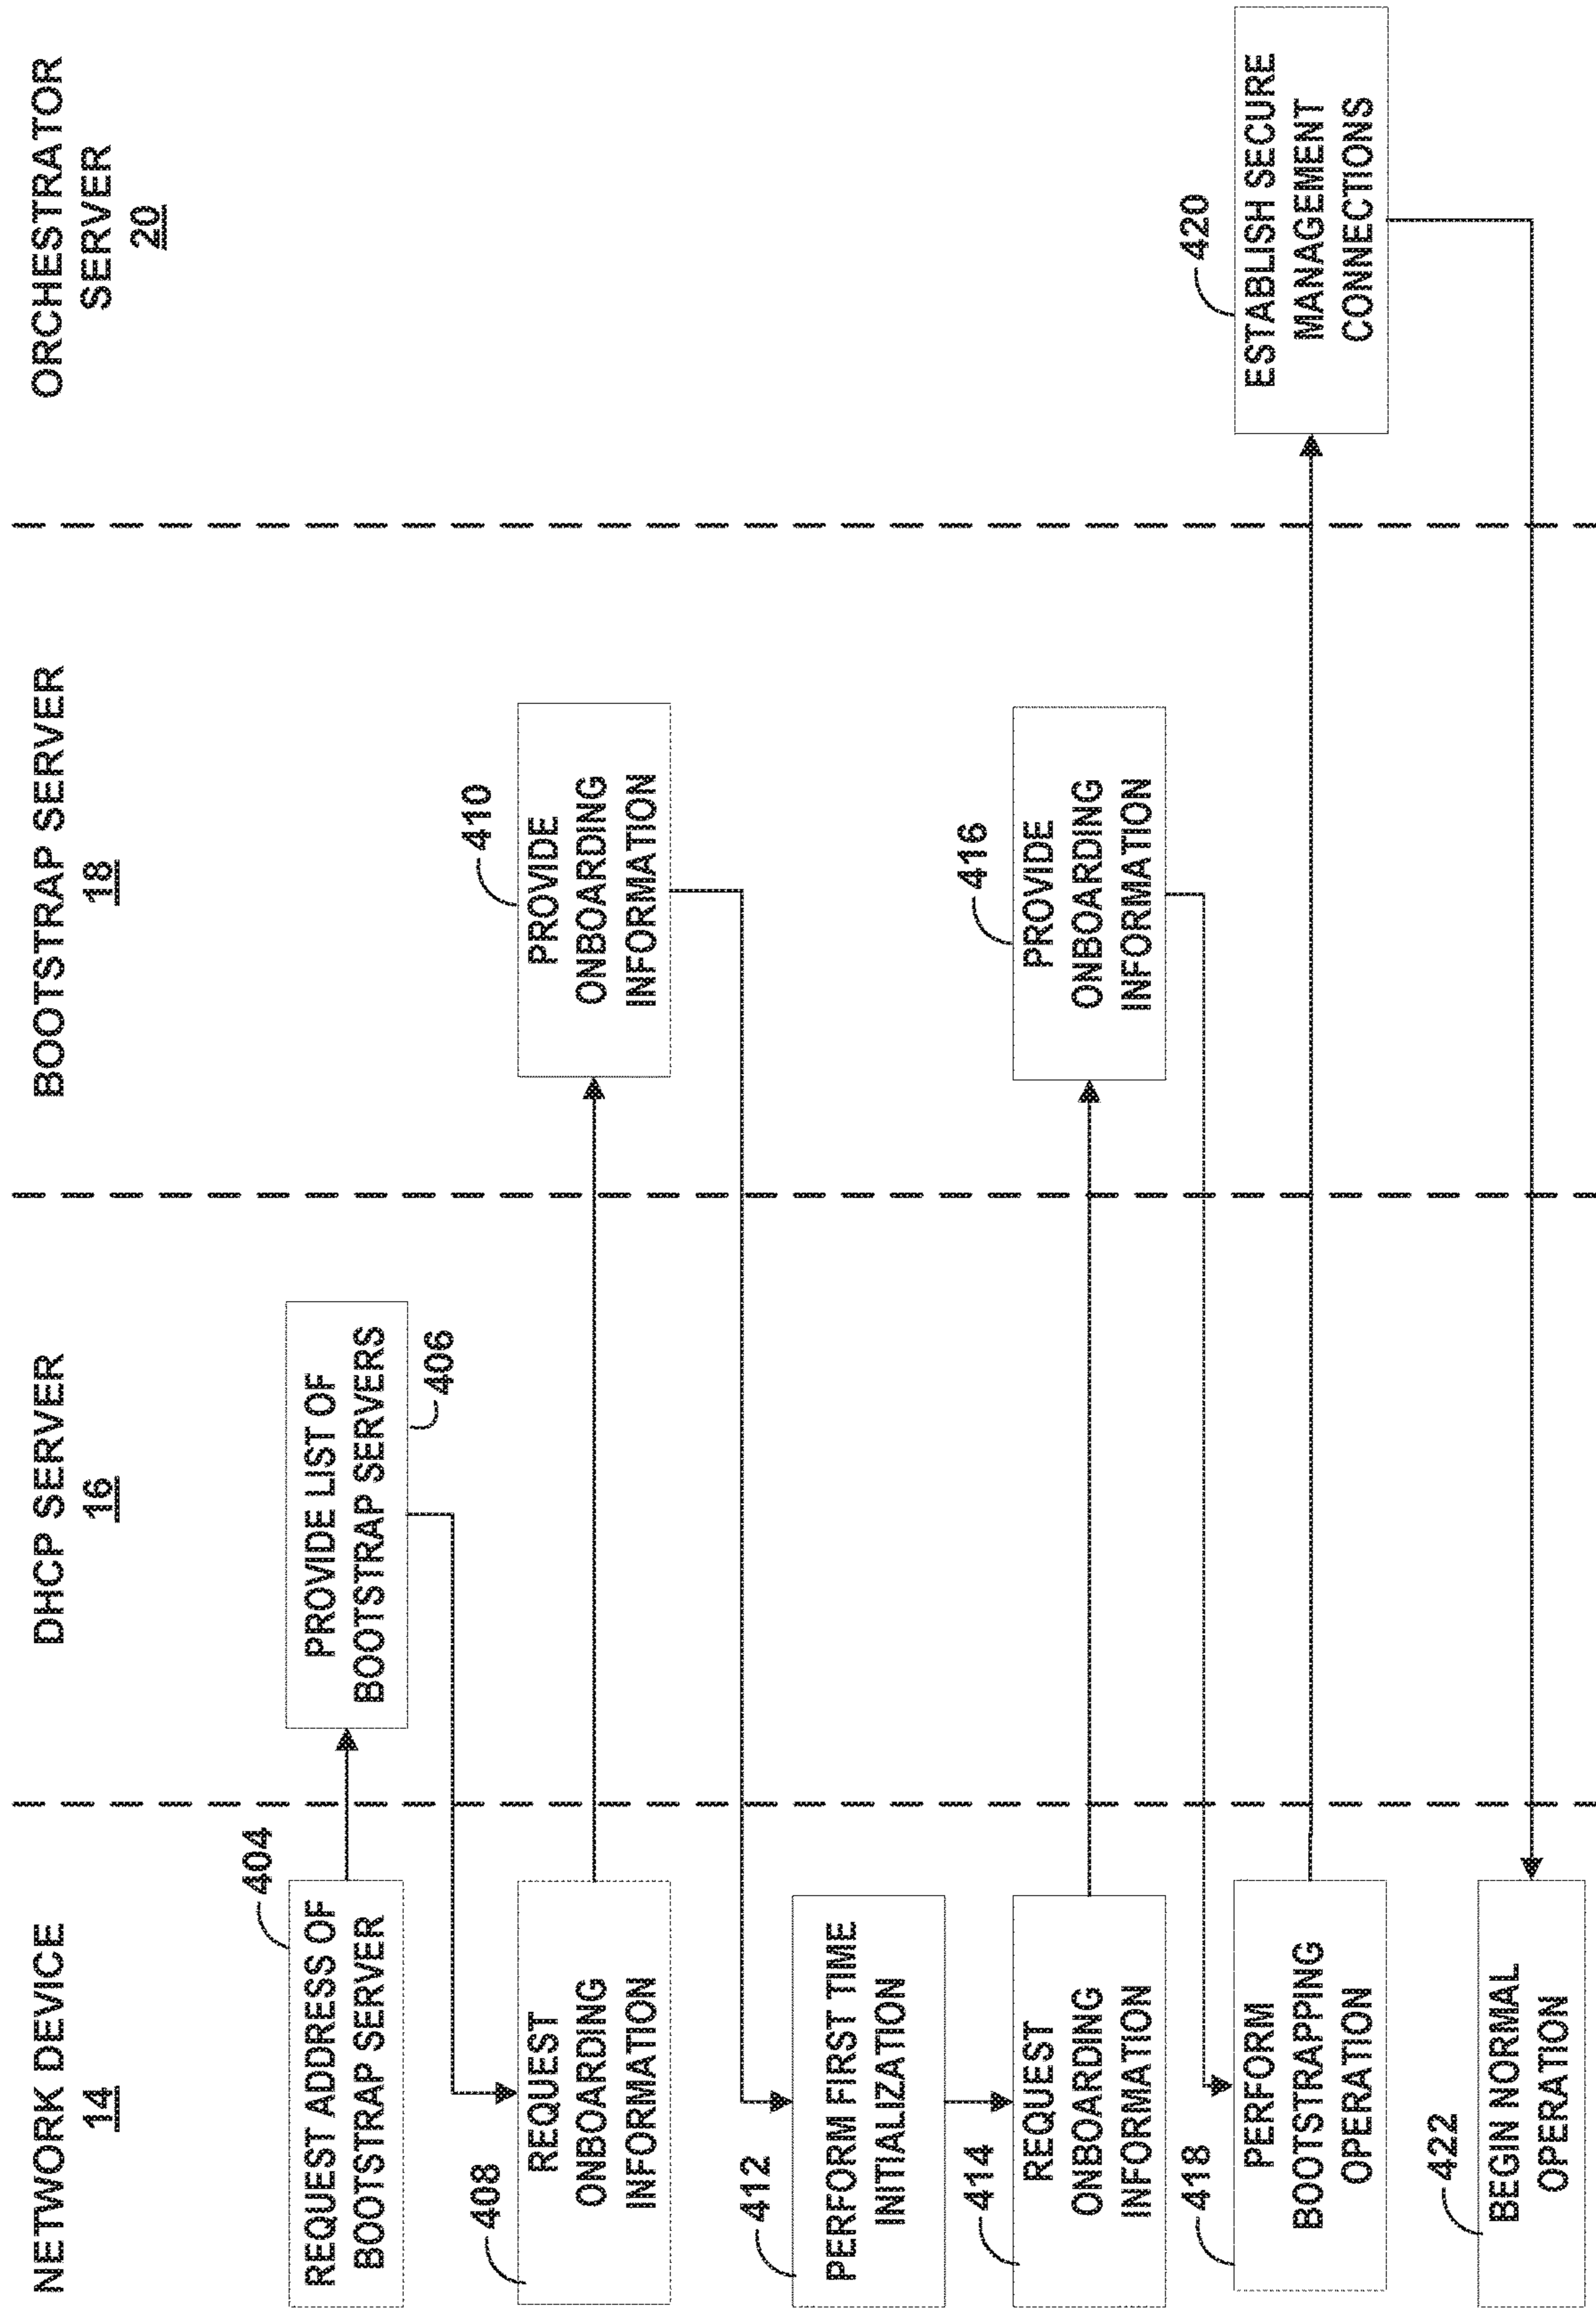 NETWORK DEVICE
14
DHCP SERVER
16
BOOTSTRAP SERVER
18
ORCHESTRATOR
SERVER
20
404
REQUEST ADDRESS OF
BOOTSTRAP SERVER
PROVIDE LIST OF
BOOTSTRAP SERVERS
406
408
REQUEST
ONBOARDING
INFORMATION
410
PROVIDE
ONBOARDING
INFORMATION
412
PERFORM FIRST TIME
INITIALIZATION
414
REQUEST
ONBOARDING
INFORMATION
416
PROVIDE
ONBOARDING
INFORMATION
418
PERFORM
BOOTSTRAPPING
OPERATION
420
ESTABLISH SECURE
MANAGEMENT
CONNECTIONS
422
BEGIN NORMAL
OPERATION